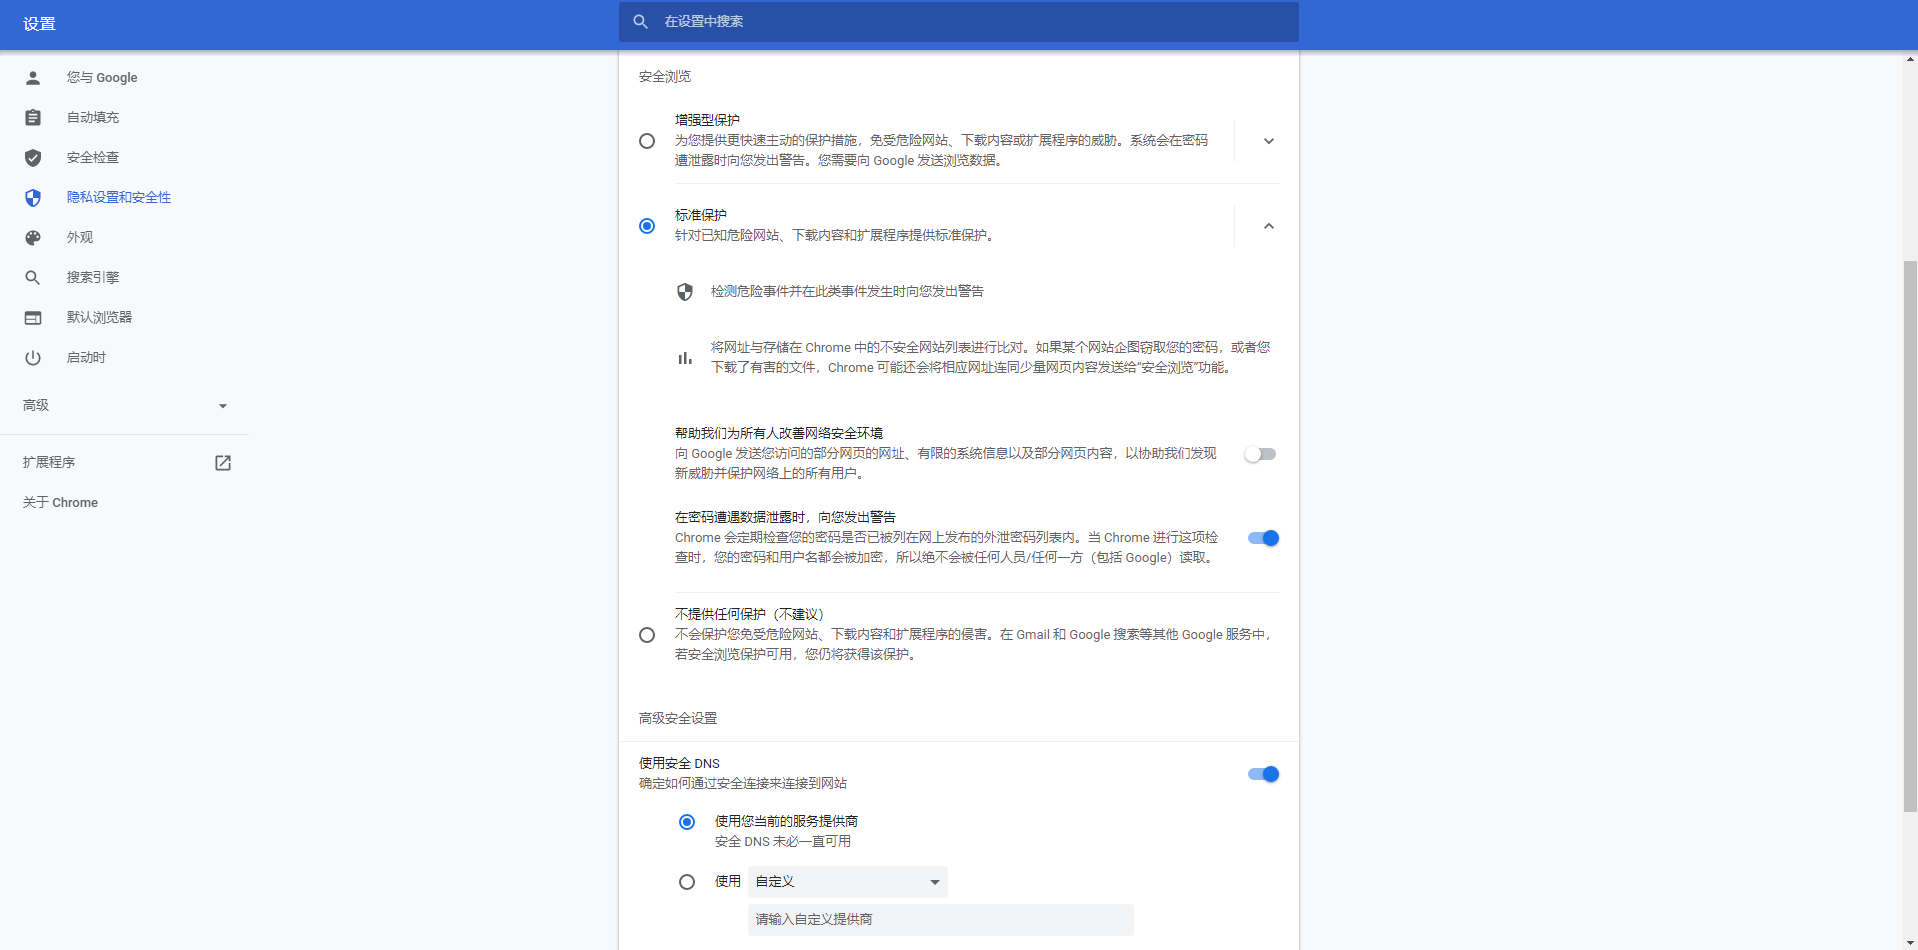 设置
在设置中搜索
您与 Google
自动填充
安全检查
隐私设置和安全性
外观
搜索引擎
默认浏览器
启动时
高级
扩展程序
关于 Chrome
安全浏览
增强型保护
为您提供更快速主动的保护措施，免受危险网站、下载内容或扩展程序的威胁。系统会在密码
遭泄露时向您发出警告。您需要向 Google 发送浏览数据。
标准保护
针对已知危险网站、下载内容和扩展程序提供标准保护。
检测危险事件并在此类事件发生时向您发出警告
将网址与存储在 Chrome 中的不安全网站列表进行比对。如果某个网站企图窃取您的密码，或者您
下载了有害的文件，Chrome 可能还会将相应网址连同少量网页内容发送给“安全浏览”功能。
帮助我们为所有人改善网络安全环境
向 Google 发送您访问的部分网页的网址、有限的系统信息以及部分网页内容，以协助我们发现
新威胁并保护网络上的所有用户。
在密码遭遇数据泄露时，向您发出警告
Chrome 会定期检查您的密码是否已被列在网上发布的外泄密码列表内。当 Chrome 进行这项检
查时，您的密码和用户名都会被加密，所以绝不会被任何人员/任何一方（包括 Google）读取。
不提供任何保护（不建议）
不会保护您免受危险网站、下载内容和扩展程序的侵害。在 Gmail 和 Google 搜索等其他 Google 服务中，
若安全浏览保护可用，您仍将获得该保护。
高级安全设置
使用安全 DNS
确定如何通过安全连接来连接到网站
使用您当前的服务提供商
安全 DNS 未必一直可用
使用 自定义
请输入自定义提供商